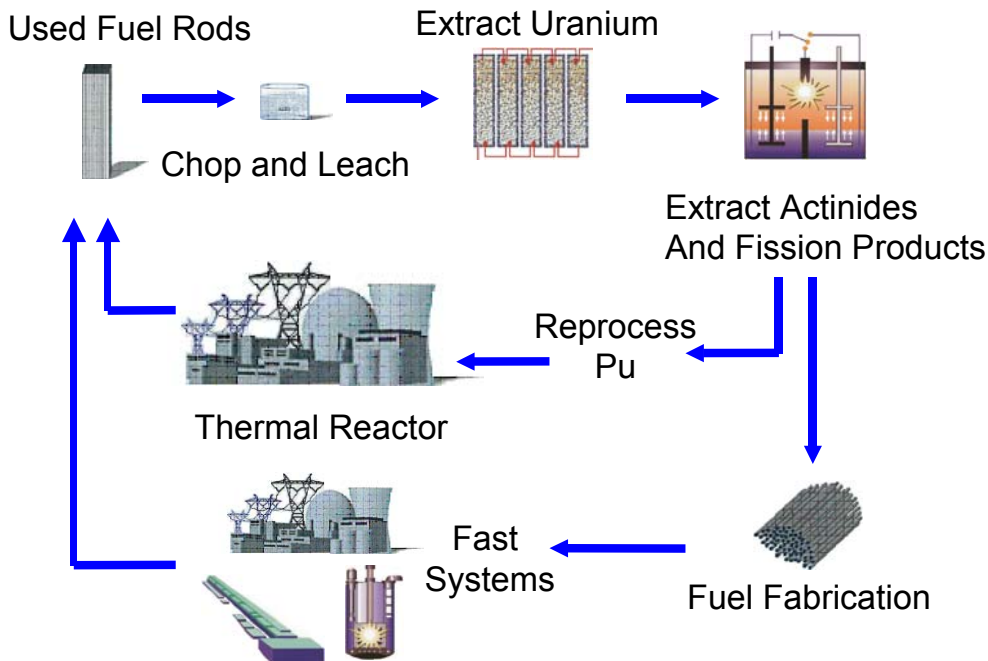 Used Fuel Rods
Extract Uranium
Chop and Leach
Extract Actinides
And Fission Products
Reprocess
Pu
Thermal Reactor
Fast
Systems
Fuel Fabrication